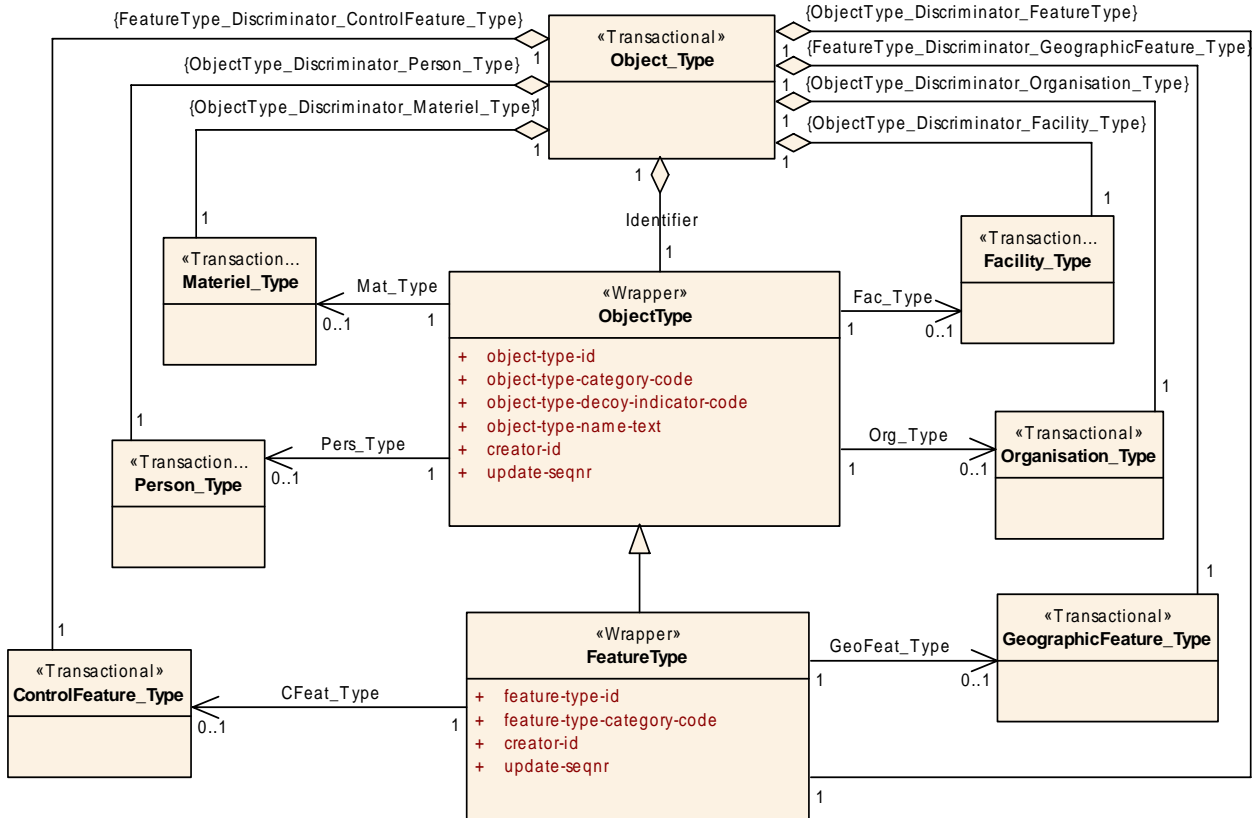 {FeatureType_Discriminator_ControlFeature_Type}
{ObjectType_Discriminator_FeatureType}
«Transactional»
Object_Type
1
1
{FeatureType_Discriminator_GeographicFeature_Type}
{ObjectType_Discriminator_Person_Type}
1
{ObjectType_Discriminator_Organisation_Type}
{ObjectType_Discriminator_Materiel_Type}
1
1
{ObjectType_Discriminator_Facility_Type}
1
1
1
Identifier
1
1
1
«Transaction...
Materiel_Type
«Transaction...
Facility_Type
Mat_Type
0..1
1
«Wrapper»
ObjectType
+ object-type-id
+ object-type-category-code
+ object-type-decoy-indicator-code
+ object-type-name-text
+ creator-id
+ update-seqnr
Fac_Type
1
0..1
1
1
«Transaction...
Person_Type
Pers_Type
0..1
1
Org_Type
1
0..1
«Transactional»
Organisation_Type
1
1
«Transactional»
ControlFeature_Type
CFeat_Type
0..1
1
«Wrapper»
FeatureType
+ feature-type-id
+ feature-type-category-code
+ creator-id
+ update-seqnr
GeoFeat_Type
1
0..1
«Transactional»
GeographicFeature_Type
1